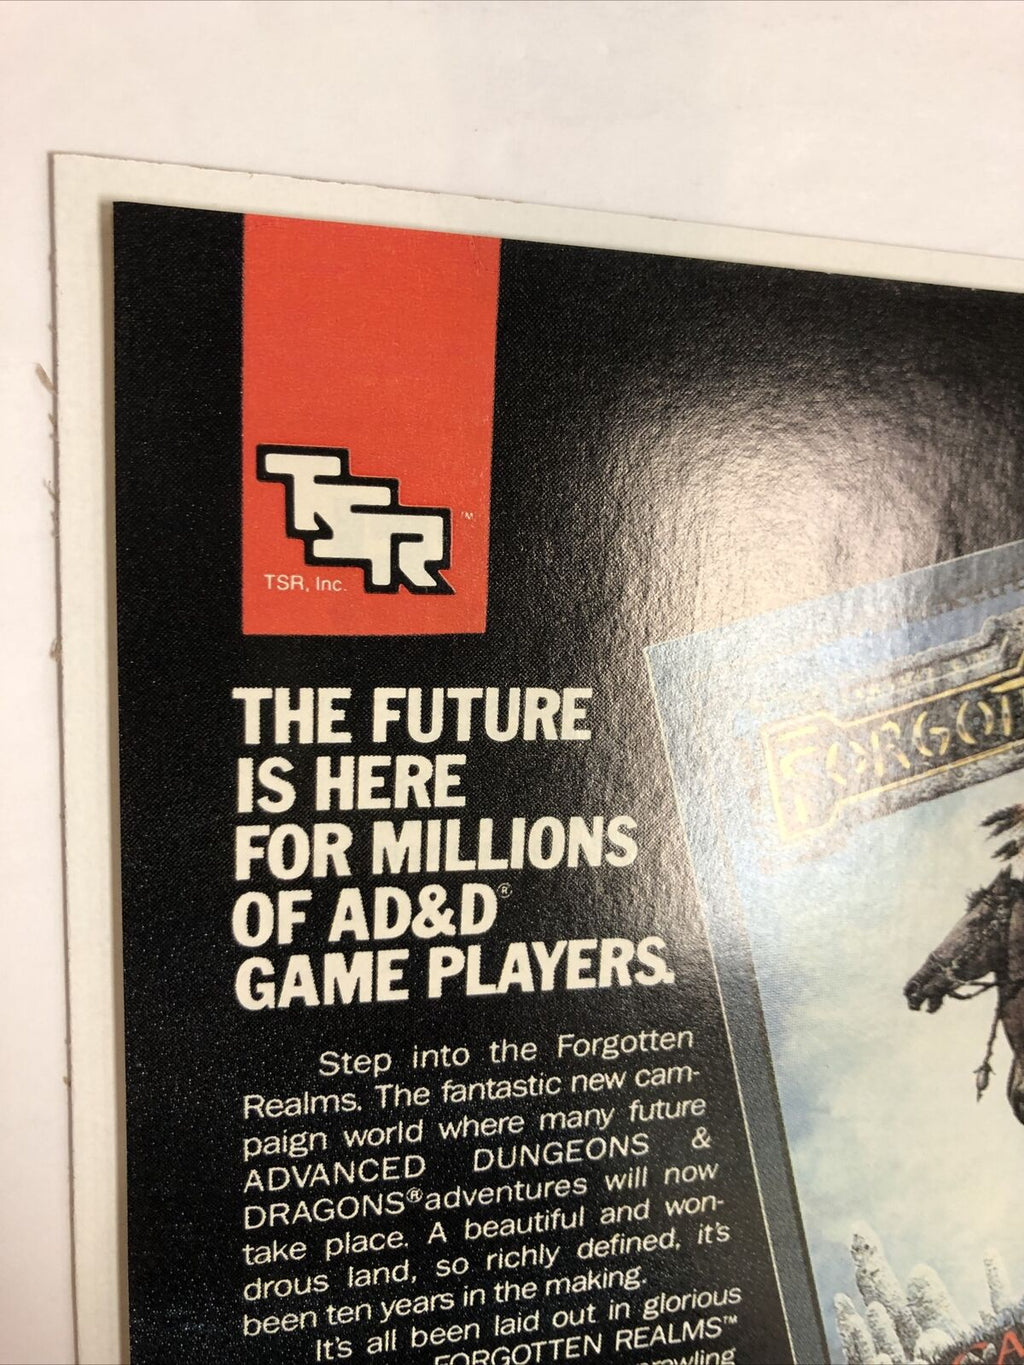 TSR ™
TSR, Inc.
THE FUTURE
IS HERE
FOR MILLIONS
OF AD&D®
GAME PLAYERS.
Step into the Forgotten
Realms. The fantastic new cam-
paign world where many future
ADVANCED DUNGEONS &
DRAGONS® adventures will now
take place. A beautiful and won-
drous land, so richly defined, it's
been ten years in the making.
It's all been laid out in glorious
FORGOTTEN REALMS™
FORGOT